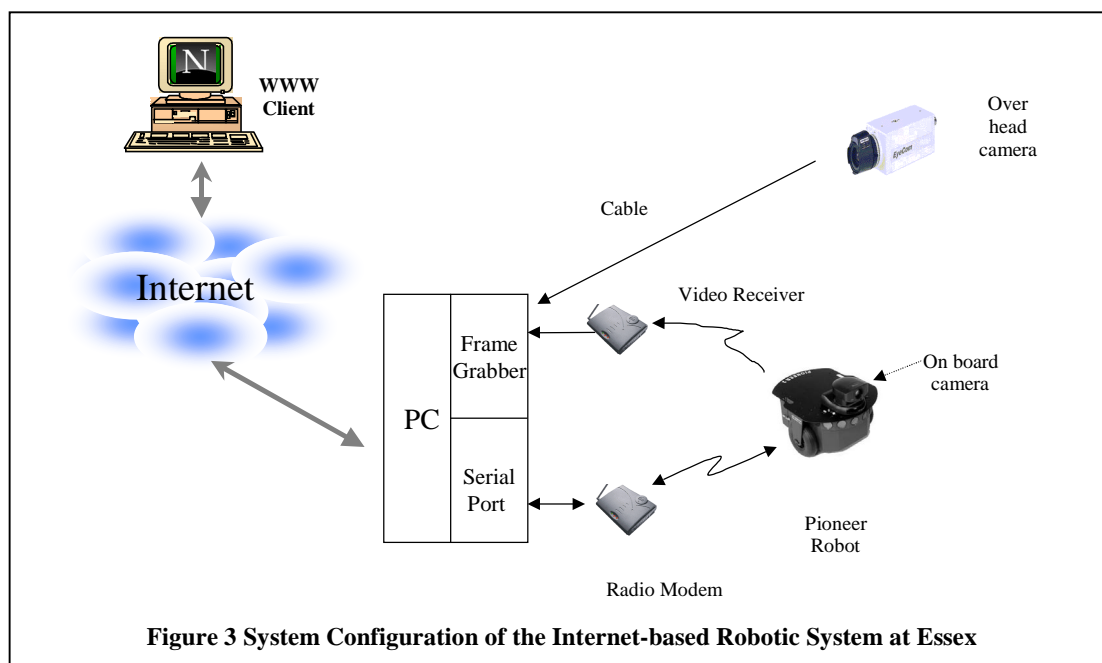 N
WWW
Client
Over
head
camera
EyeCam
Cable
Internet
Video Receiver
Frame
Grabber
PC
On board
camera
Serial
Port
Pioneer
Robot
Radio Modem
Figure 3 System Configuration of the Internet-based Robotic System at Essex